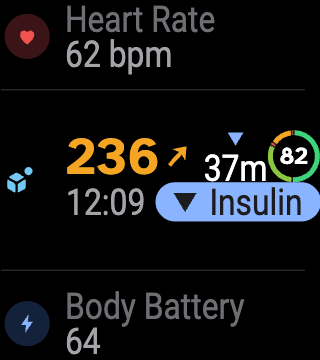 Heart Rate
62 bpm
236 37m 82
12:09 Insulin
Body Battery
64